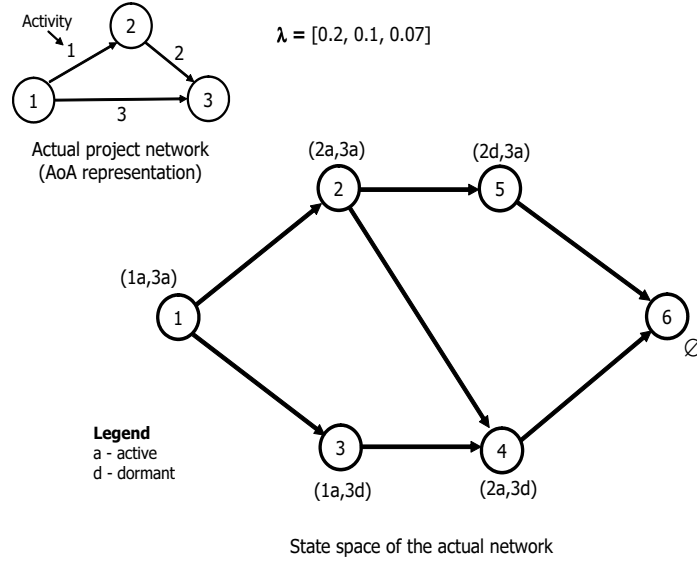 Activity
1
2
2
1
3
3
λ = [0.2, 0.1, 0.07]
Actual project network
(AoA representation)
(2a,3a)
(2d,3a)
2
5
(1a,3a)
1
6
∅
Legend
a - active
d - dormant
3
4
(1a,3d)
(2a,3d)
State space of the actual network